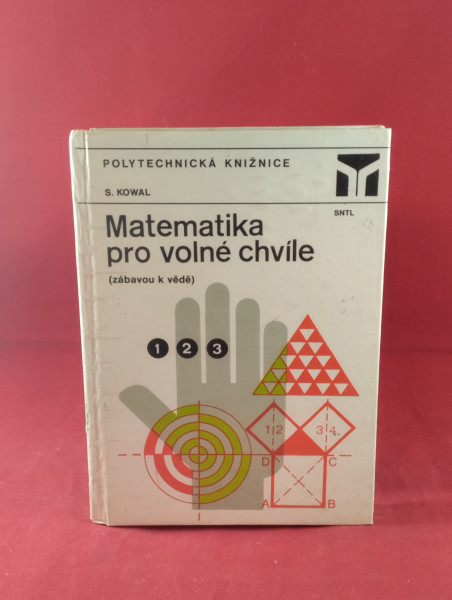 POLYTECHNICKÁ KNIŽNICE
S. KOWAL
SNTL
Matematika
pro volné chvíle
(zábavou k vědě)
1 2 3
1 2 3 4
D C
A B